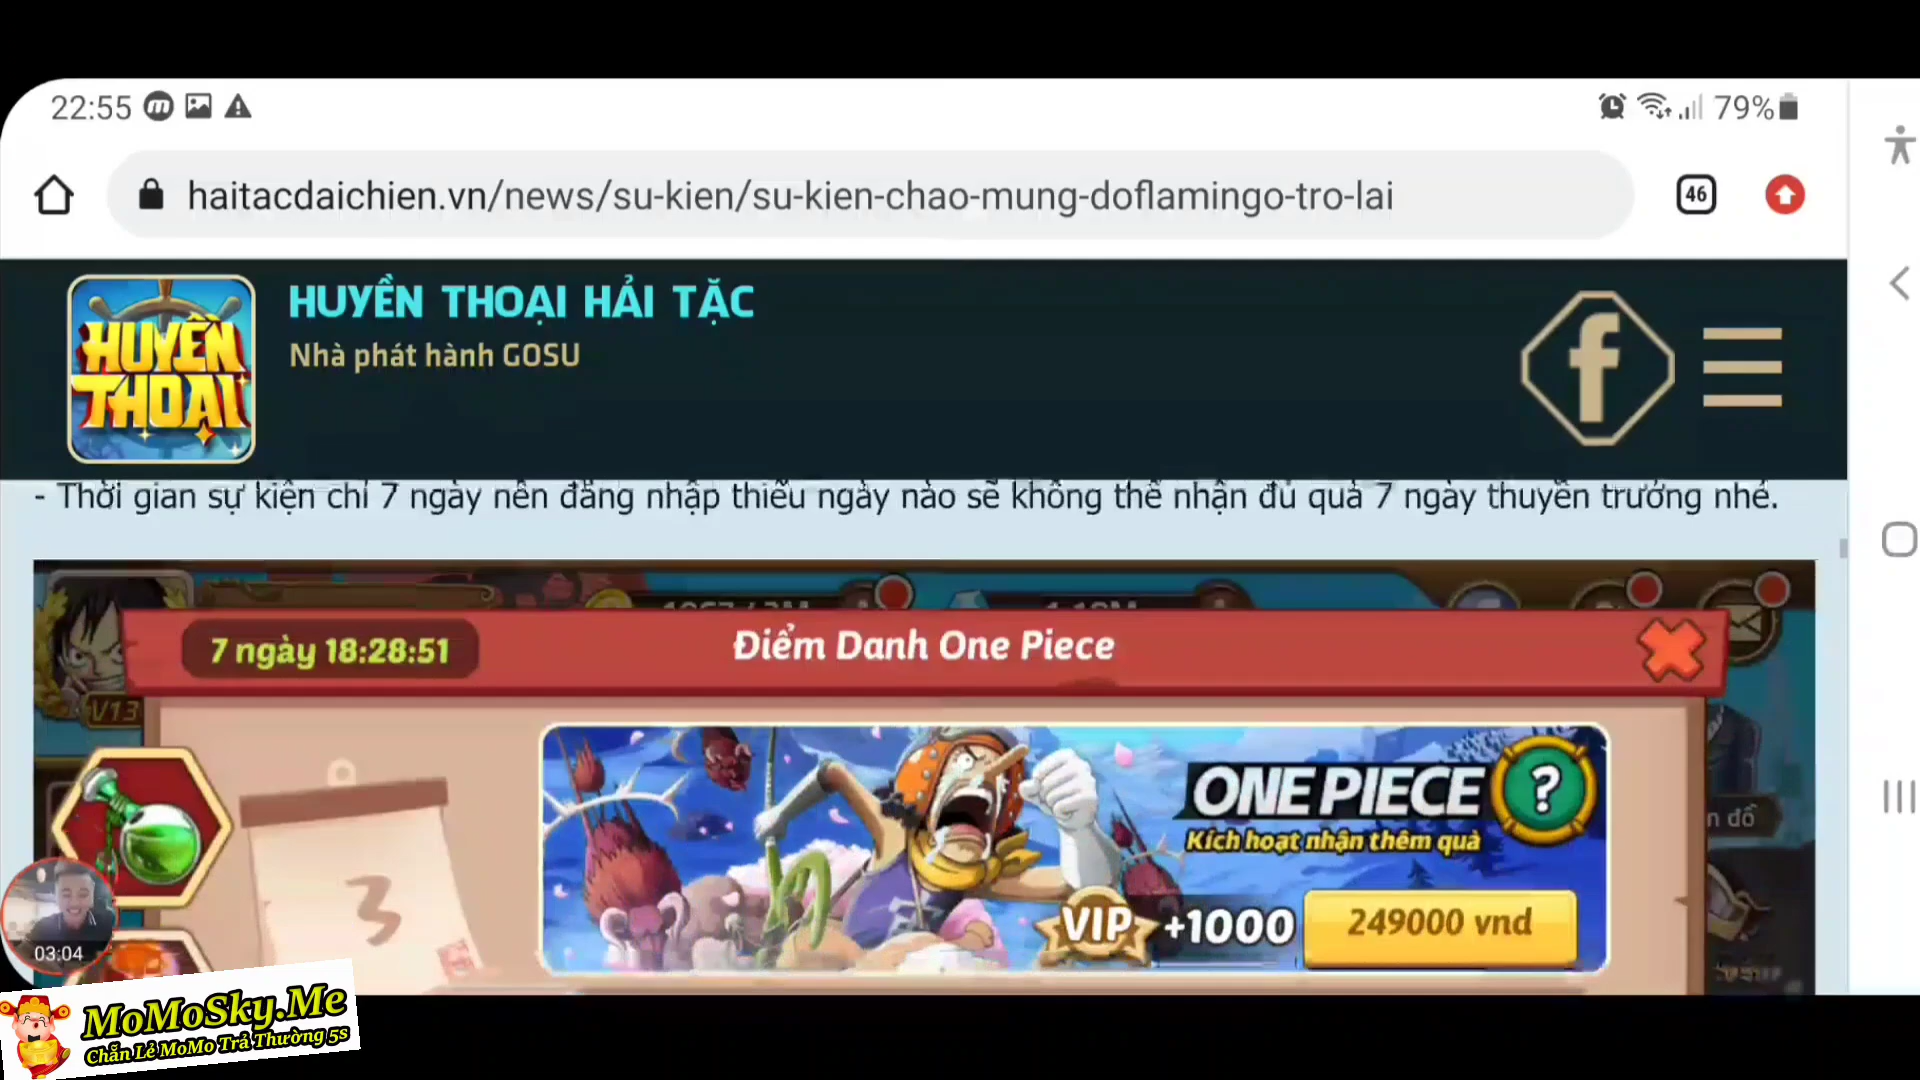 22:55
79%
haitacdaichien.vn/news/su-kien/su-kien-chao-mung-doflamingo-tro-lai
46
HUYỀN THOẠI
HUYỀN THOẠI HẢI TẶC
Nhà phát hành GOSU
- Thời gian sự kiện chỉ 7 ngày nên đăng nhập thiếu ngày nào sẽ không thể nhận đủ quà 7 ngày thuyền trưởng nhé.
7 ngày 18:28:51
Điểm Danh One Piece
V13
3
ONE PIECE
?
Kích hoạt nhận thêm quà
VIP +1000
249000 vnd
n đồ
03:04
MoMoSky.Me
Chẵn Lẻ MoMo Trả Thưởng 5s